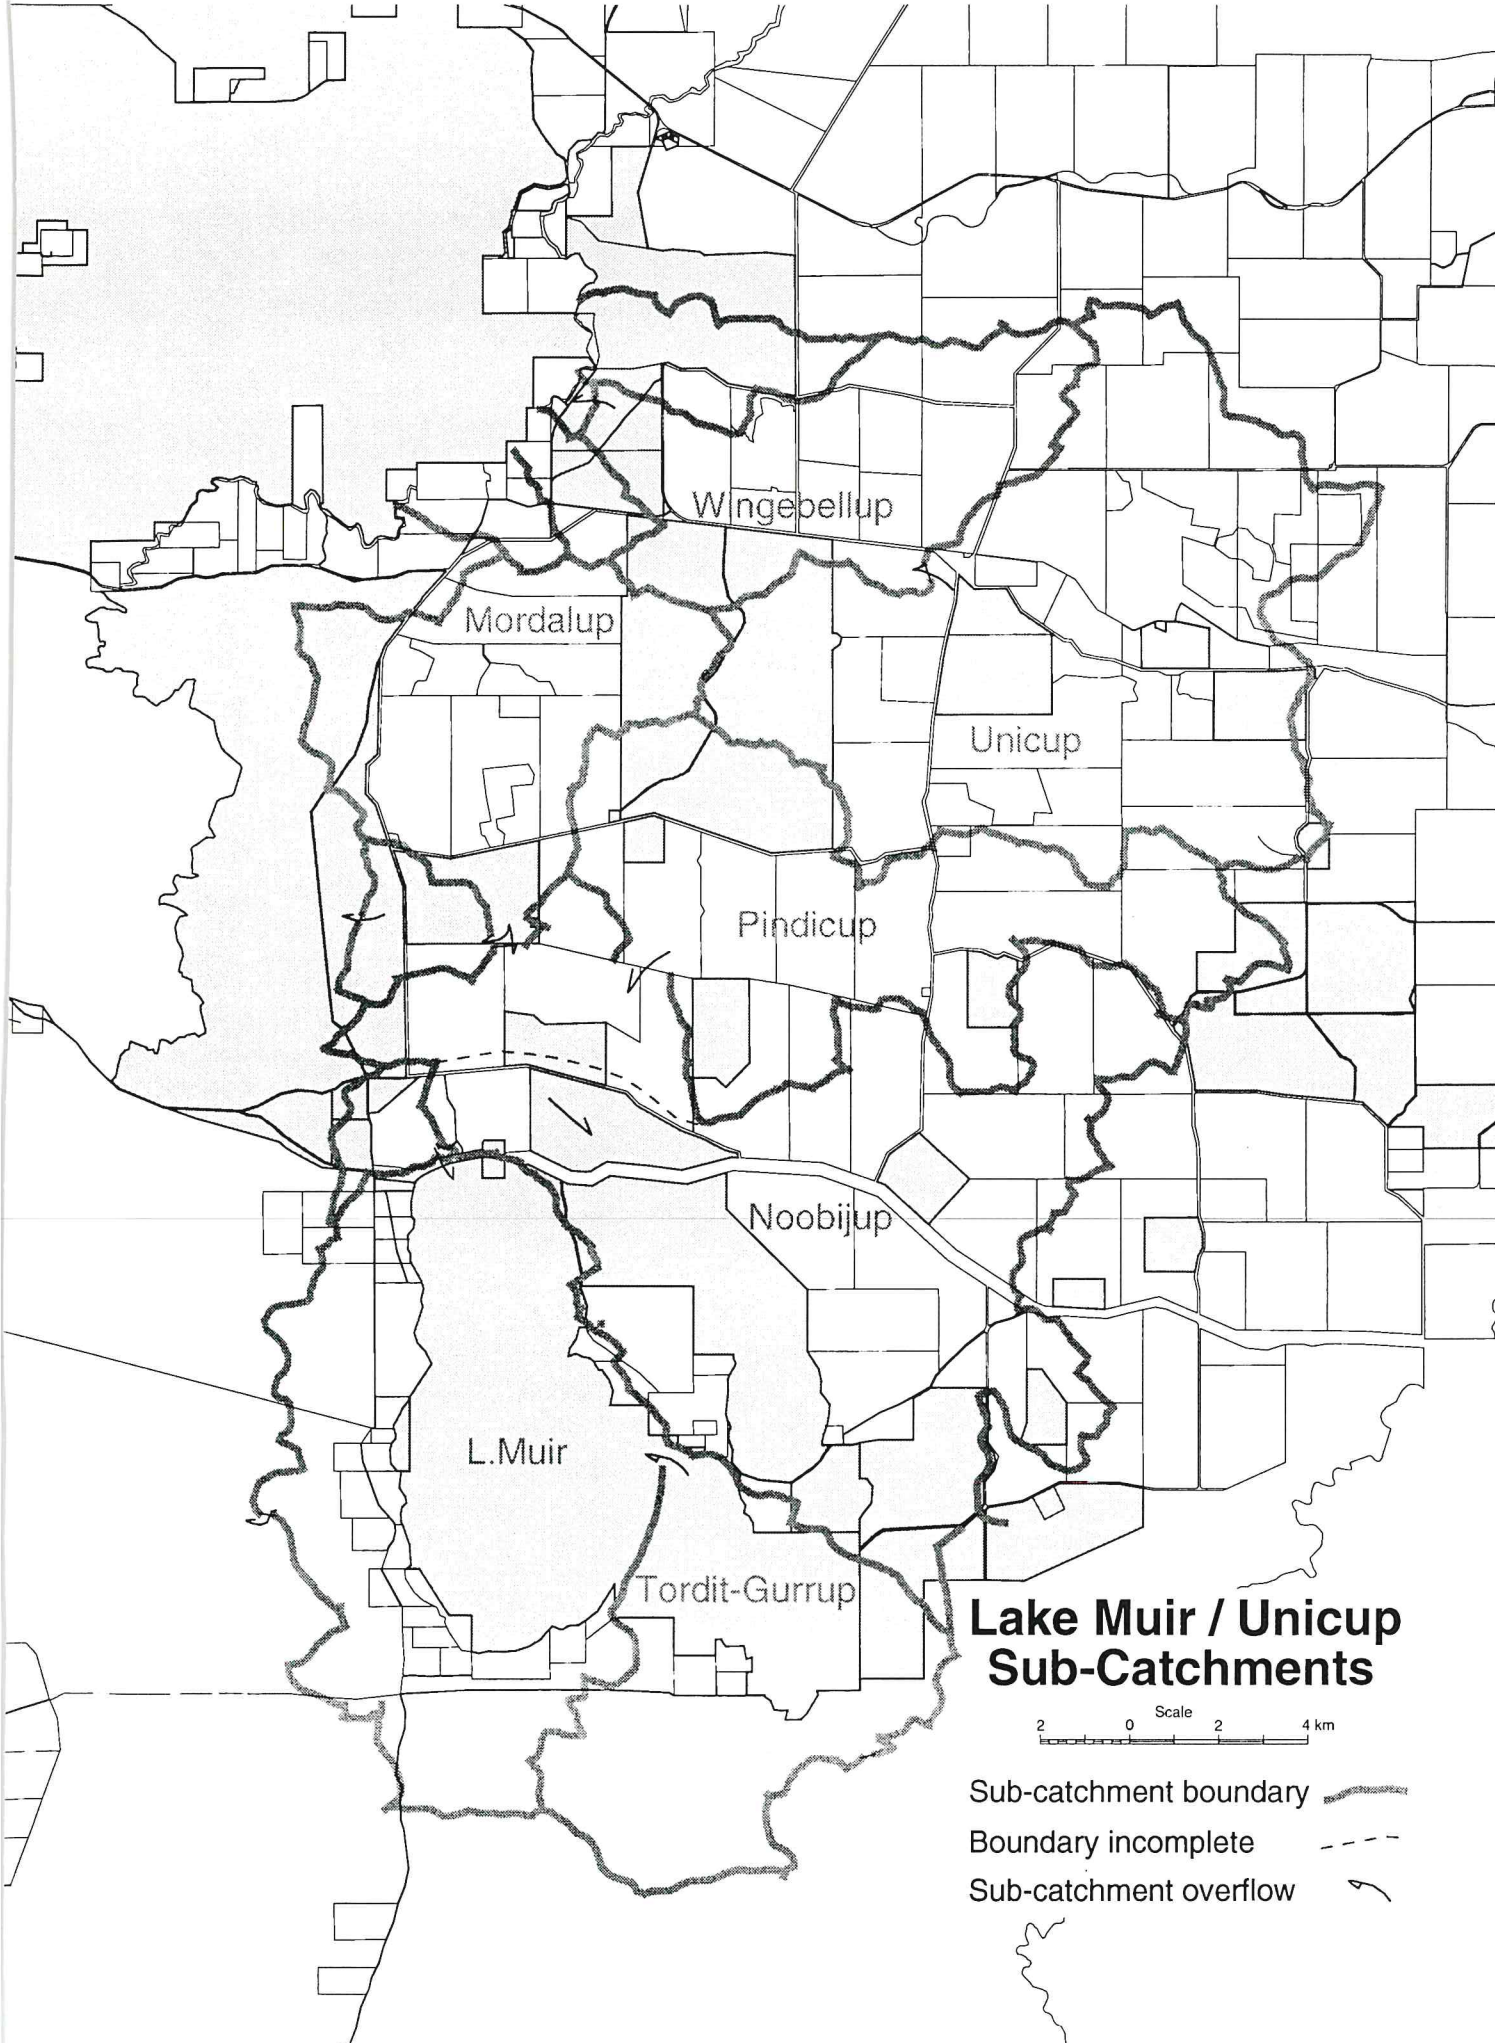 Wingebellup
Mordalup
Unicup
Pindicup
Noobijup
L.Muir
Tordit-Gurrup
Lake Muir / Unicup
Sub-Catchments
Scale
2 0 2 4 km
Sub-catchment boundary
Boundary incomplete
Sub-catchment overflow